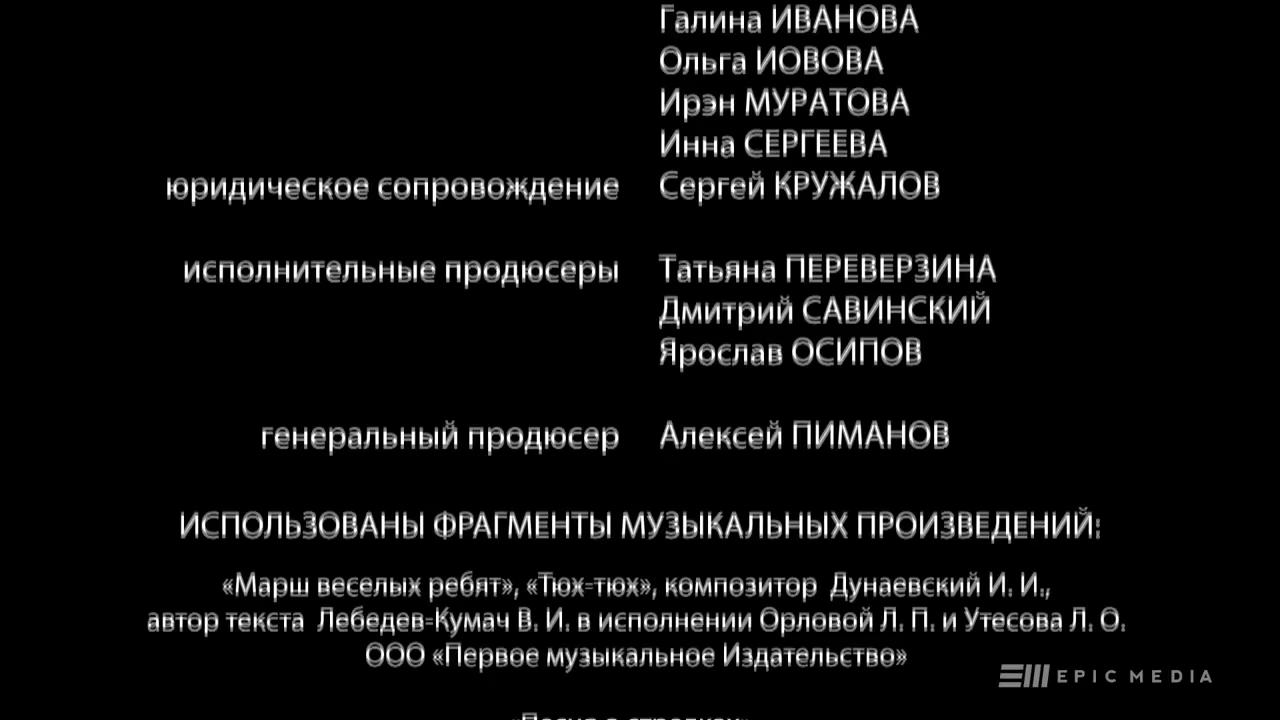 Галина ИВАНОВА
Ольга ИОВОВА
Ирэн МУРАТОВА
Инна СЕРГЕЕВА
юридическое сопровождение Сергей КРУЖАЛОВ
исполнительные продюсеры Татьяна ПЕРЕВЕРЗИНА
Дмитрий САВИНСКИЙ
Ярослав ОСИПОВ
генеральный продюсер Алексей ПИМАНОВ
ИСПОЛЬЗОВАНЫ ФРАГМЕНТЫ МУЗЫКАЛЬНЫХ ПРОИЗВЕДЕНИЙ:
«Марш веселых ребят», «Тюх-тюх», композитор Дунаевский И. И.,
автор текста Лебедев-Кумач В. И. в исполнении Орловой Л. П. и Утесова Л. О.
ООО «Первое музыкальное Издательство»
EPIC MEDIA